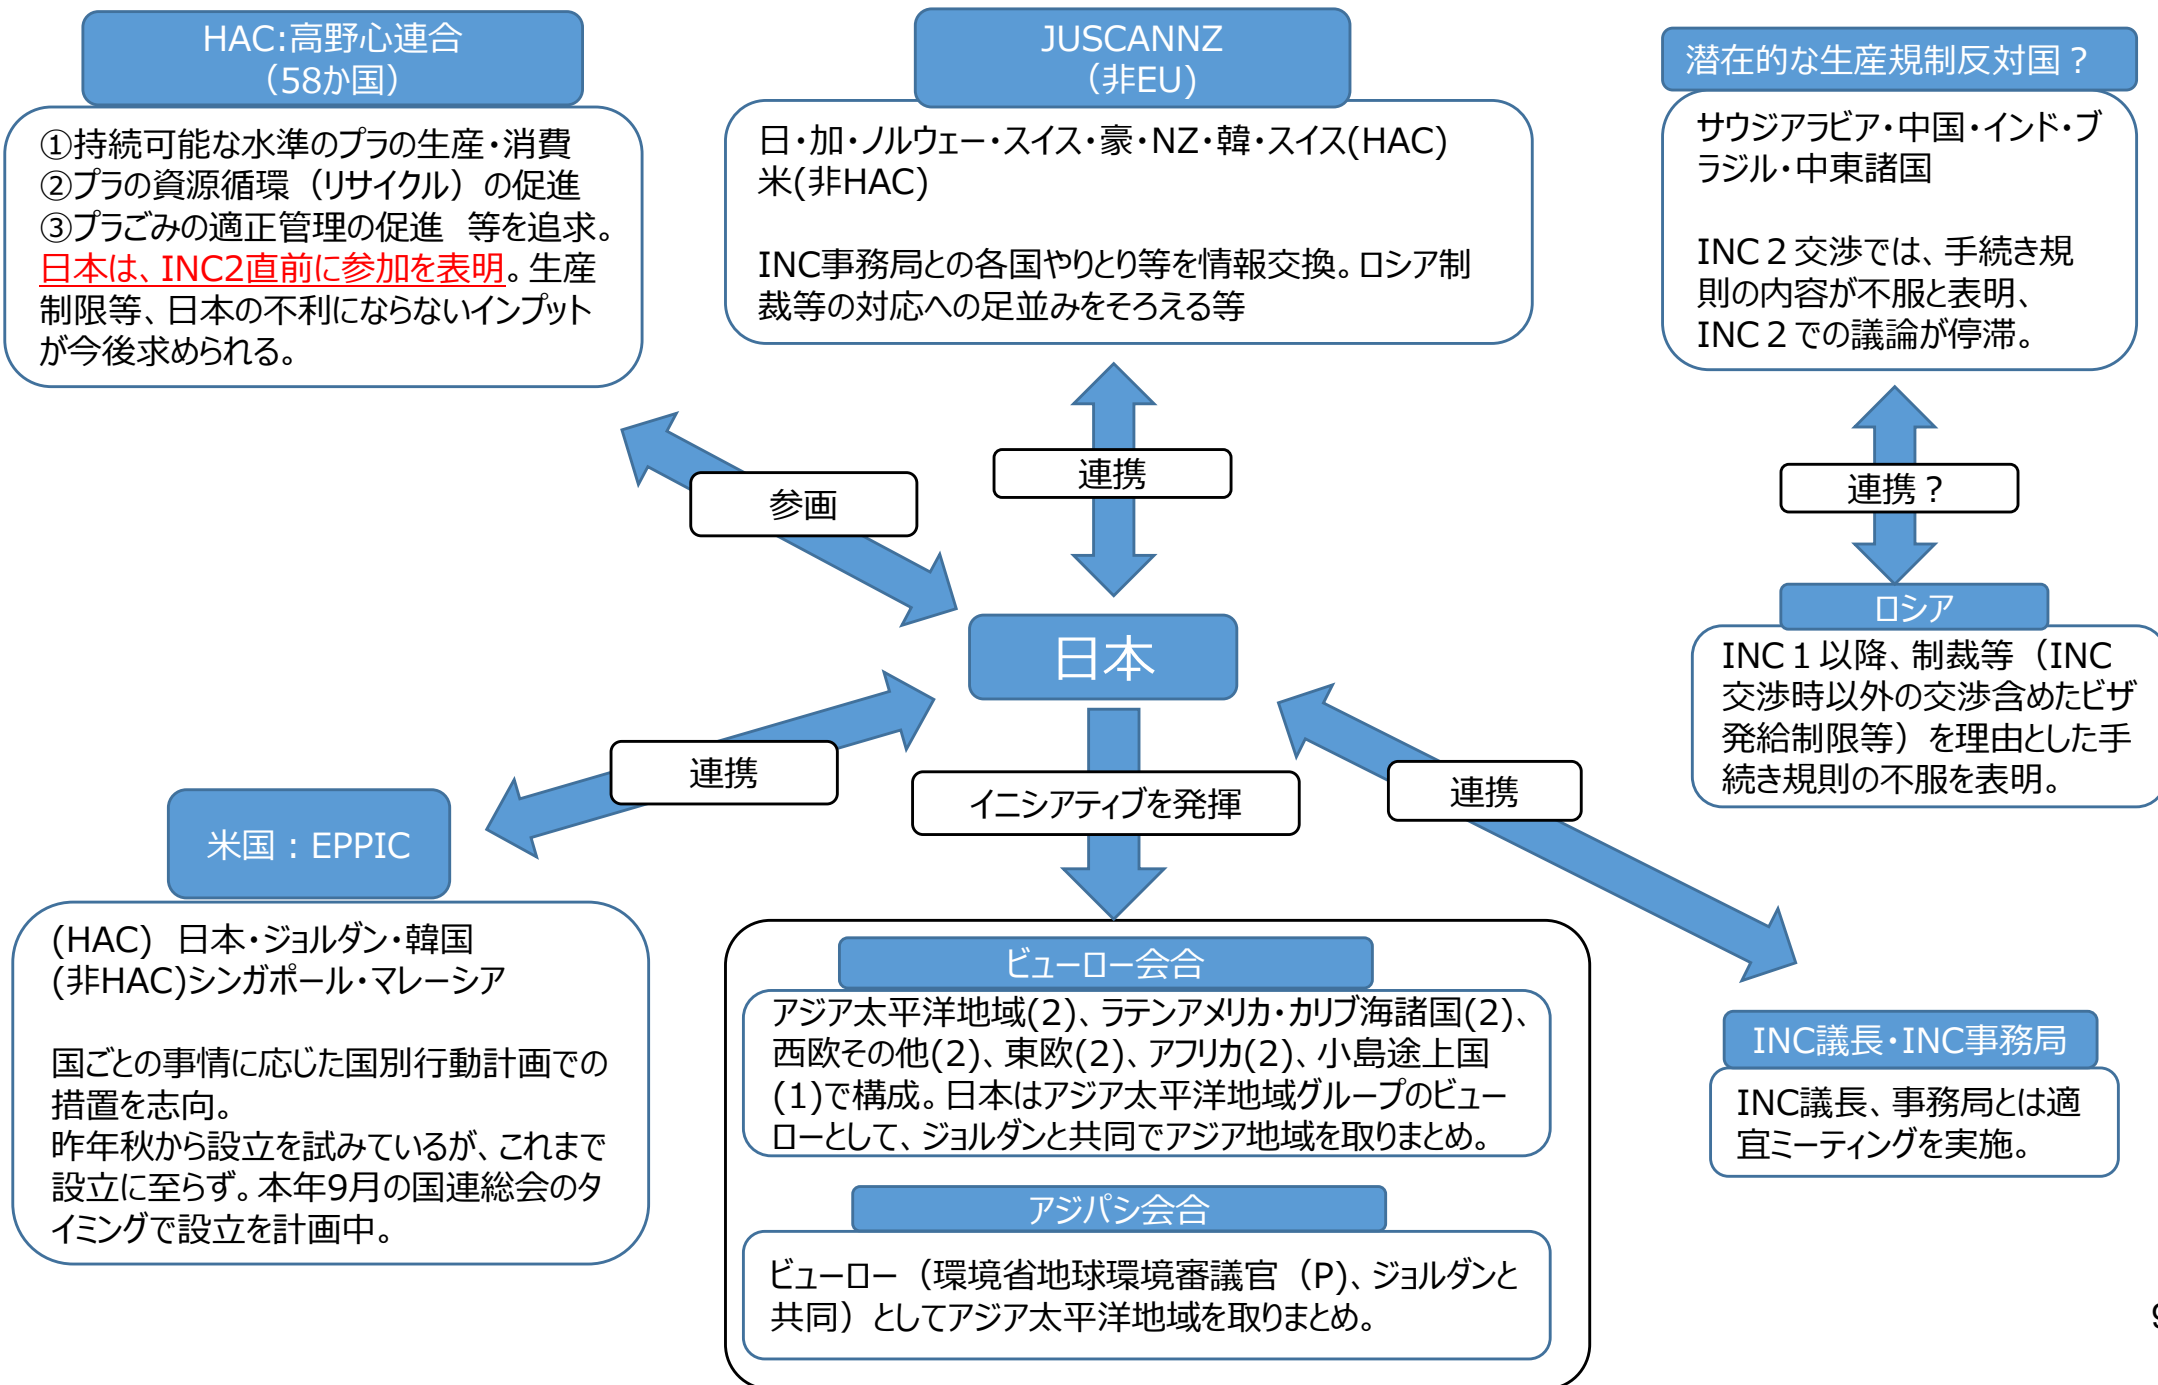 HAC:高野心連合
（58か国）
①持続可能な水準のプラの生産・消費
②プラの資源循環（リサイクル）の促進
③プラごみの適正管理の促進　等を追求。
日本は、INC2直前に参加を表明。生産
制限等、日本の不利にならないインプット
が今後求められる。
JUSCANNZ
（非EU）
日・加・ノルウェー・スイス・豪・NZ・韓・スイス(HAC)
米(非HAC)
INC事務局との各国やりとり等を情報交換。ロシア制
裁等の対応への足並みをそろえる等
潜在的な生産規制反対国？
サウジアラビア・中国・インド・ブ
ラジル・中東諸国
INC２交渉では、手続き規
則の内容が不服と表明、
INC２での議論が停滞。
参画
連携
連携？
日本
ロシア
INC１以降、制裁等（INC
交渉時以外の交渉含めたビザ
発給制限等）を理由とした手
続き規則の不服を表明。
連携
イニシアティブを発揮
連携
米国：EPPIC
(HAC)　日本・ジョルダン・韓国
(非HAC)シンガポール・マレーシア
国ごとの事情に応じた国別行動計画での
措置を志向。
昨年秋から設立を試みているが、これまで
設立に至らず。本年9月の国連総会のタ
イミングで設立を計画中。
ビューロー会合
アジア太平洋地域(2)、ラテンアメリカ・カリブ海諸国(2)、
西欧その他(2)、東欧(2)、アフリカ(2)、小島途上国
(1)で構成。日本はアジア太平洋地域グループのビュー
ローとして、ジョルダンと共同でアジア地域を取りまとめ。
アジパシ会合
ビューロー（環境省地球環境審議官（P)、ジョルダンと
共同）としてアジア太平洋地域を取りまとめ。
INC議長・INC事務局
INC議長、事務局とは適
宜ミーティングを実施。